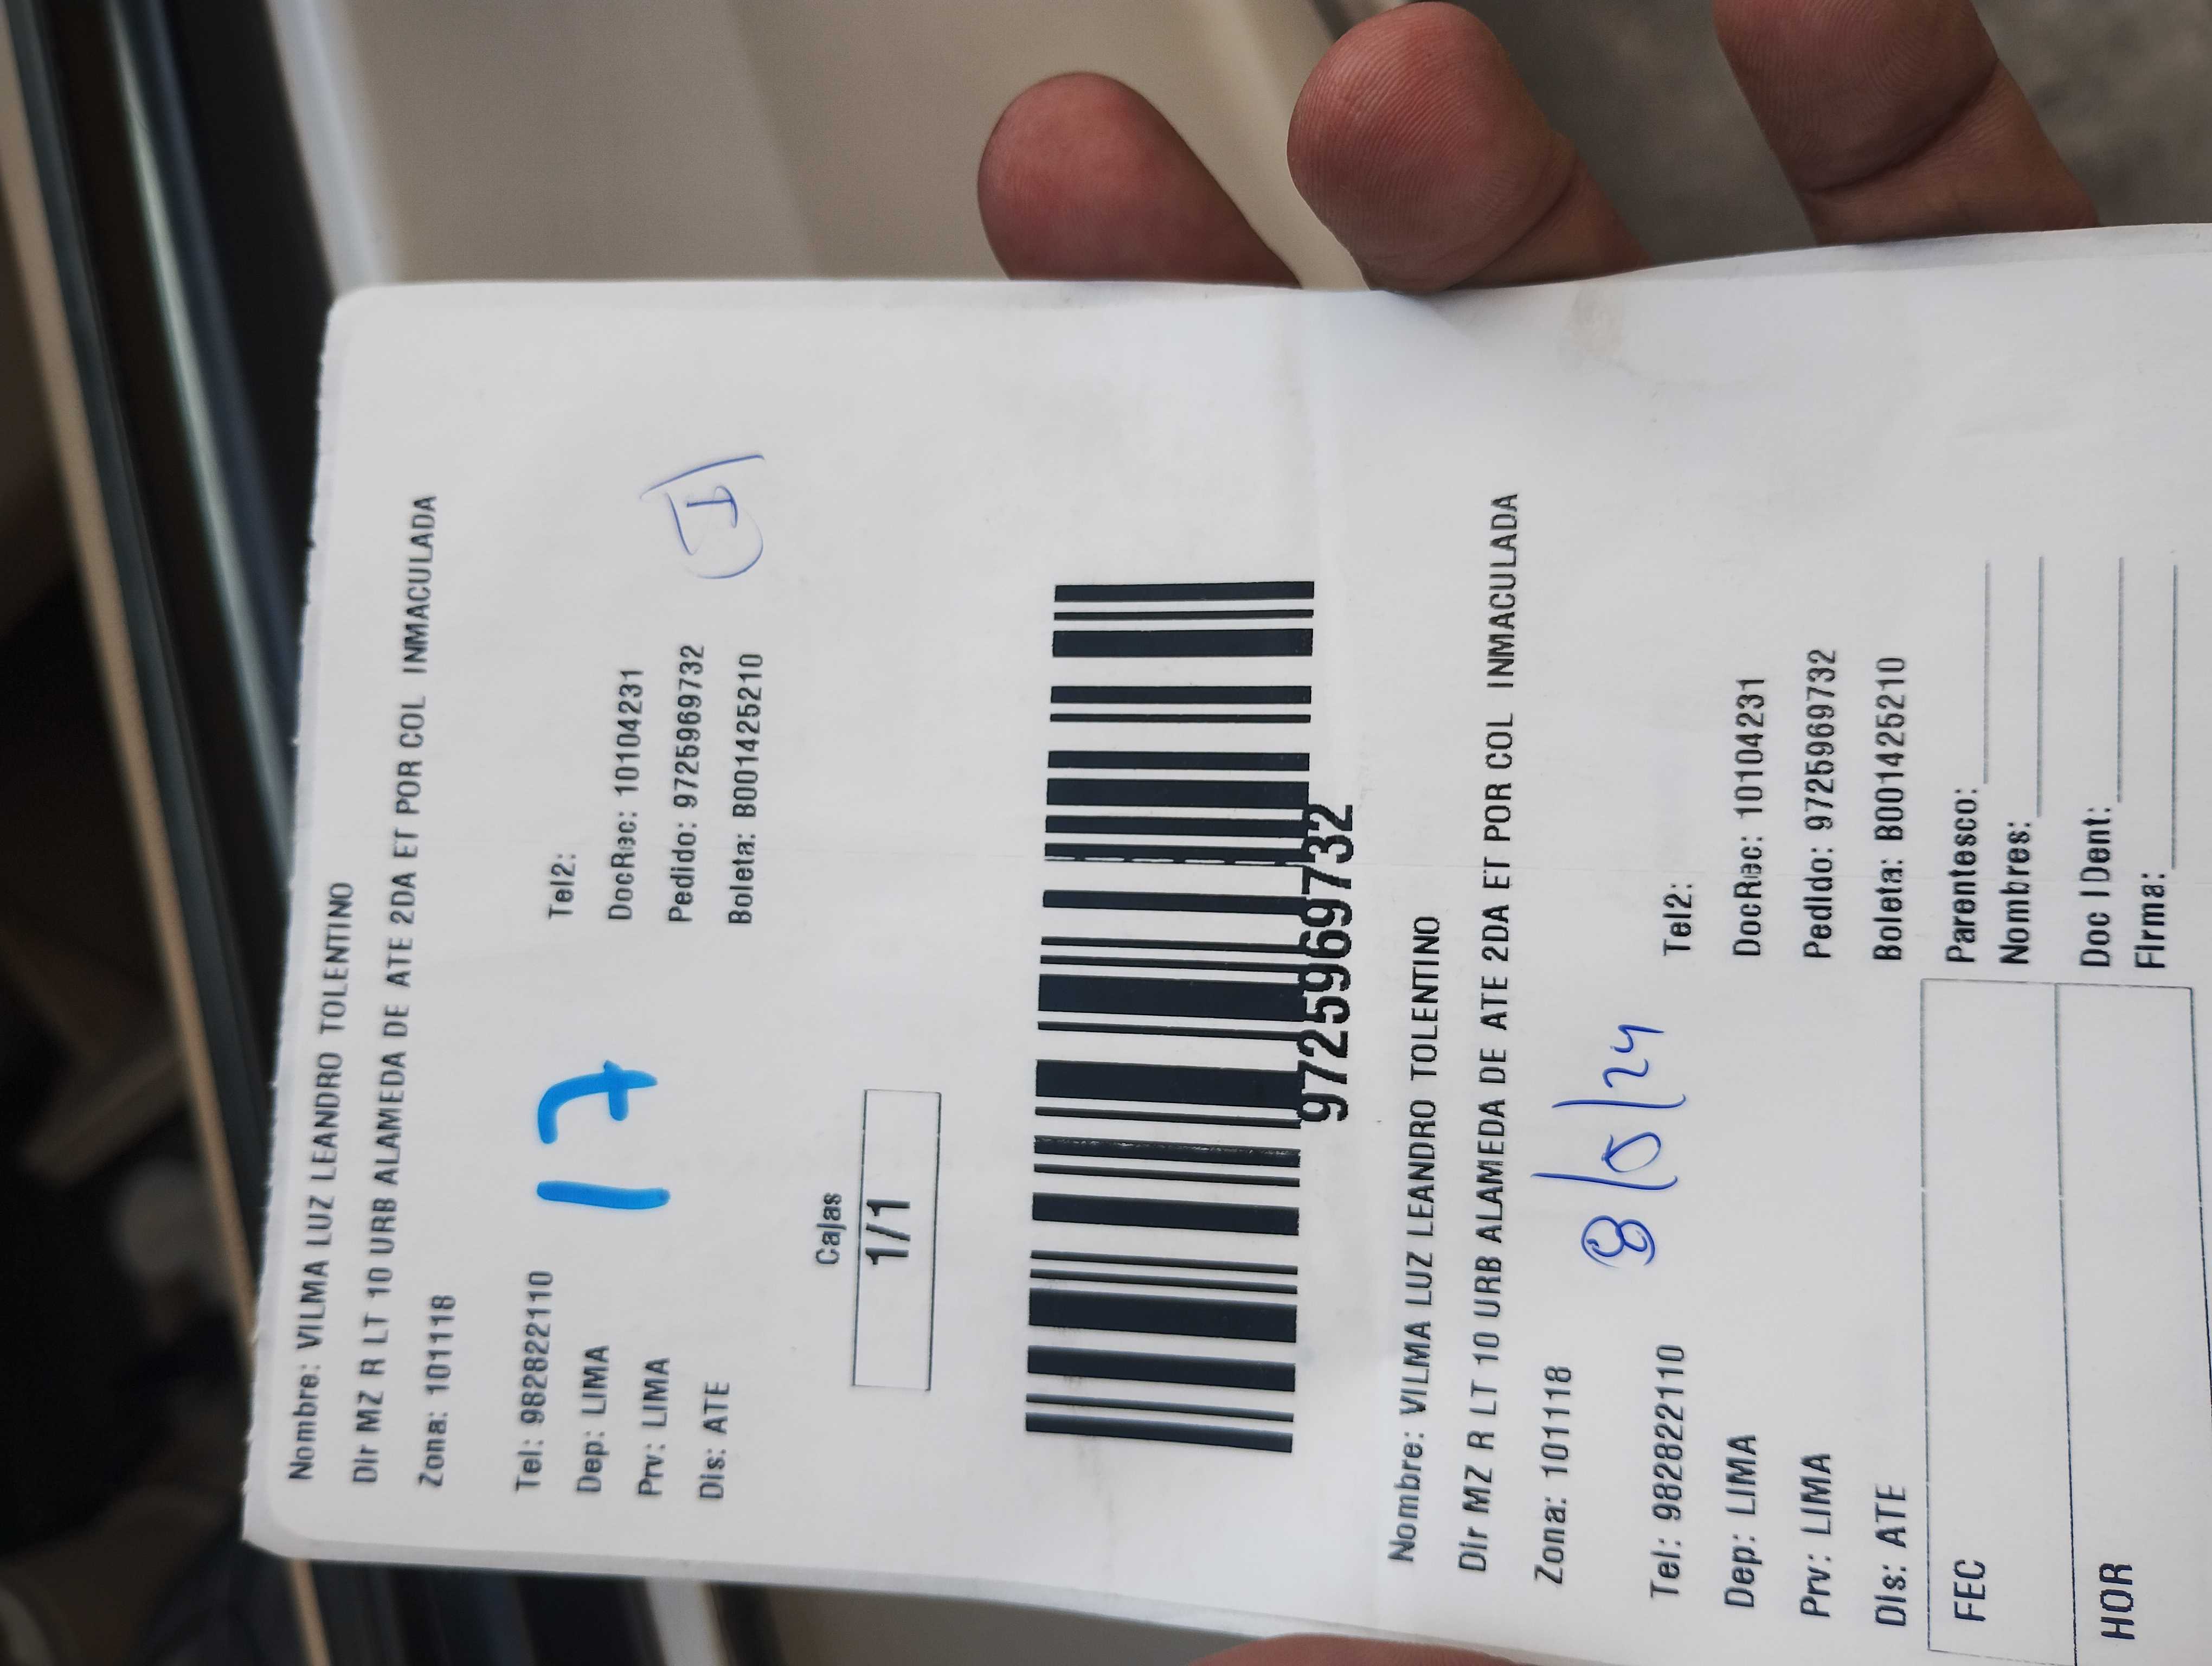 Nombre: VILMA LUZ LEANDRO TOLENTINO
Dir MZ R LT 10 URB ALAMEDA DE ATE 2DA ET POR COL INMACULADA
Zona: 101118
Tel: 982822110
Tel2:
Dep: LIMA
DocRec: 10104231
Prv: LIMA
Pedido: 9725969732
Dis: ATE
Boleta: B001425210
17
Cajas
1/1
9725969732
Nombre: VILMA LUZ LEANDRO TOLENTINO
Dir MZ R LT 10 URB ALAMEDA DE ATE 2DA ET POR COL INMACULADA
Zona: 101118
Tel: 982822110
Tel2:
Dep: LIMA
DocRec: 10104231
Prv: LIMA
Pedido: 9725969732
Dis: ATE
Boleta: B001425210
FEC
Parentesco:
Nombres:
HOR
Doc IDent:
Firma: